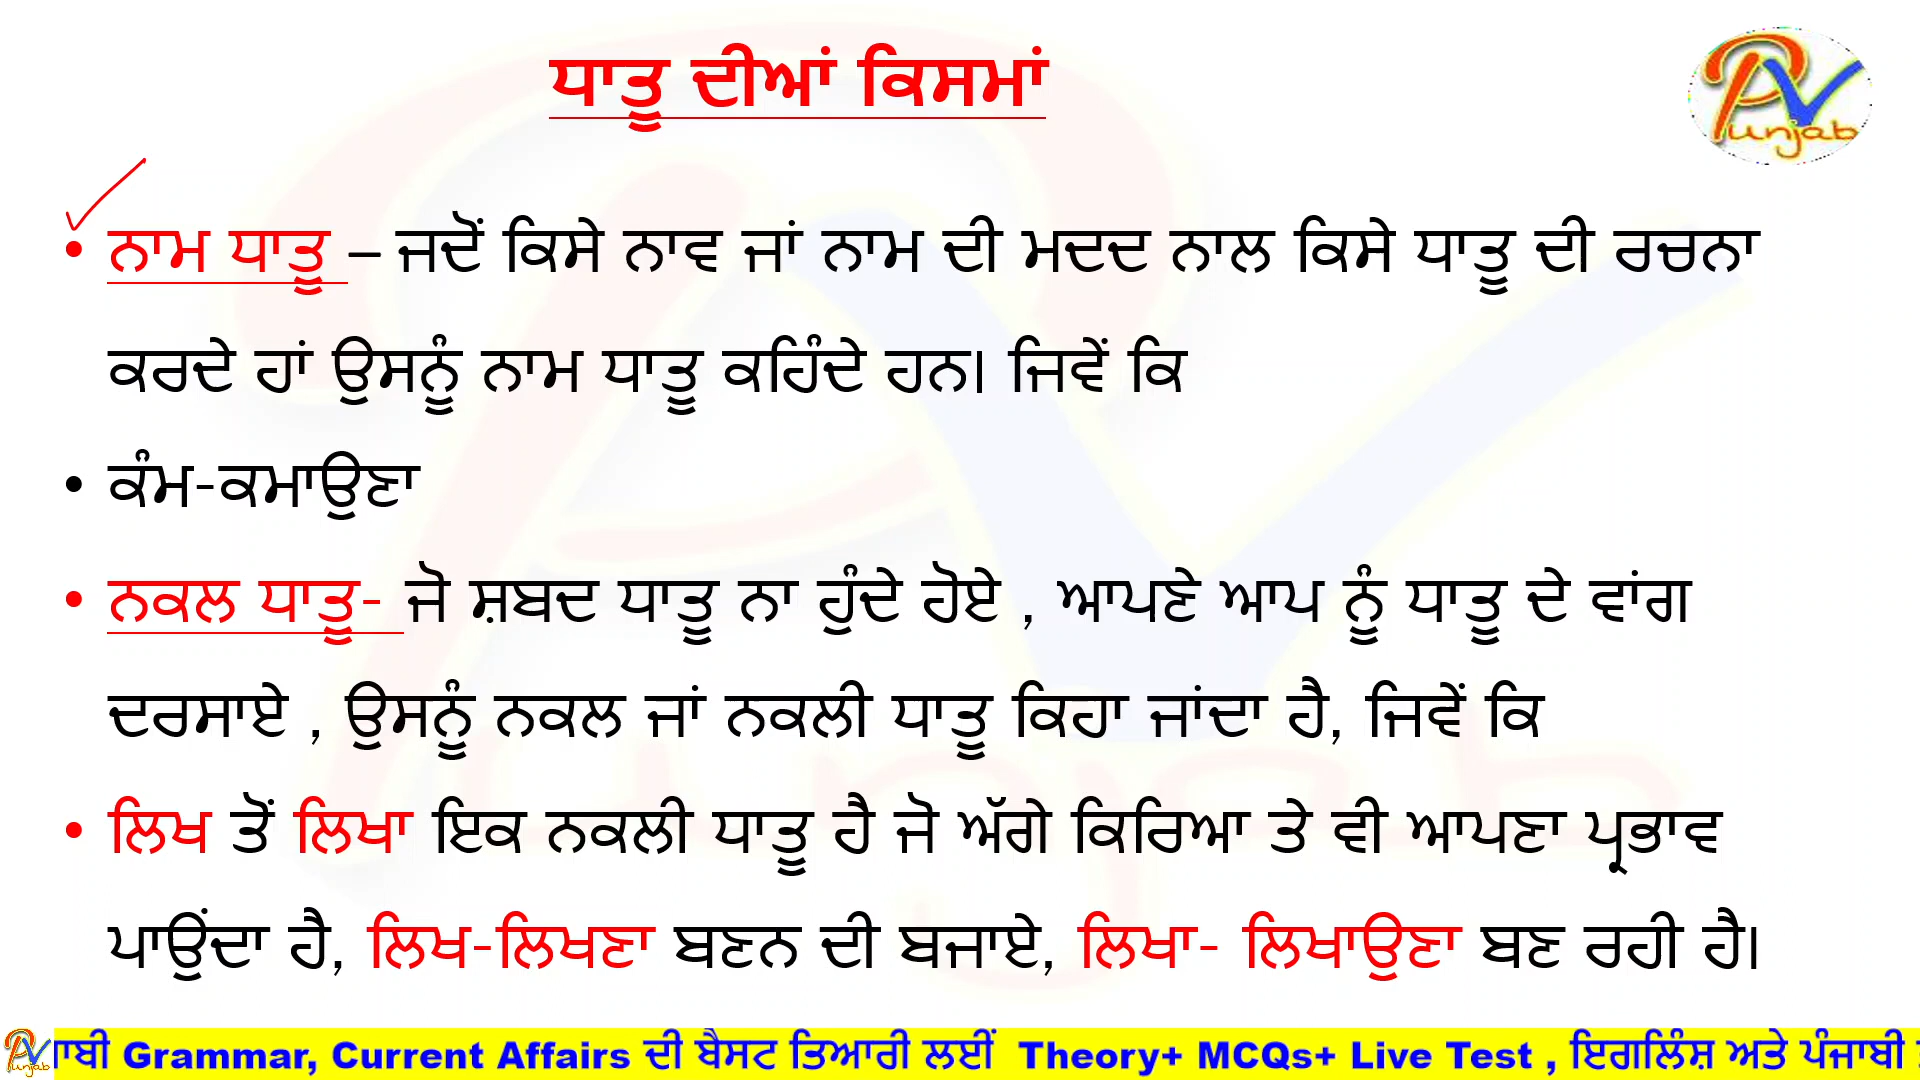 ਧਾਤੂ ਦੀਆਂ ਕਿਸਮਾਂ
PV Punjab
• ਨਾਮ ਧਾਤੂ – ਜਦੋਂ ਕਿਸੇ ਨਾਵ ਜਾਂ ਨਾਮ ਦੀ ਮਦਦ ਨਾਲ ਕਿਸੇ ਧਾਤੂ ਦੀ ਰਚਨਾ
ਕਰਦੇ ਹਾਂ ਉਸਨੂੰ ਨਾਮ ਧਾਤੂ ਕਹਿੰਦੇ ਹਨ। ਜਿਵੇਂ ਕਿ
• ਕੰਮ-ਕਮਾਉਣਾ
• ਨਕਲ ਧਾਤੂ- ਜੋ ਸ਼ਬਦ ਧਾਤੂ ਨਾ ਹੁੰਦੇ ਹੋਏ , ਆਪਣੇ ਆਪ ਨੂੰ ਧਾਤੂ ਦੇ ਵਾਂਗ
ਦਰਸਾਏ , ਉਸਨੂੰ ਨਕਲ ਜਾਂ ਨਕਲੀ ਧਾਤੂ ਕਿਹਾ ਜਾਂਦਾ ਹੈ, ਜਿਵੇਂ ਕਿ
• ਲਿਖ ਤੋਂ ਲਿਖਾ ਇਕ ਨਕਲੀ ਧਾਤੂ ਹੈ ਜੋ ਅੱਗੇ ਕਿਰਿਆ ਤੇ ਵੀ ਆਪਣਾ ਪ੍ਰਭਾਵ
ਪਾਉਂਦਾ ਹੈ, ਲਿਖ-ਲਿਖਣਾ ਬਣਨ ਦੀ ਬਜਾਏ, ਲਿਖਾ- ਲਿਖਾਉਣਾ ਬਣ ਰਹੀ ਹੈ।
ਾਬੀ Grammar, Current Affairs ਦੀ ਬੈਸਟ ਤਿਆਰੀ ਲਈਂ Theory+ MCQs+ Live Test , ਇਗਲਿੰਸ਼ ਅਤੇ ਪੰਜਾਬੀ